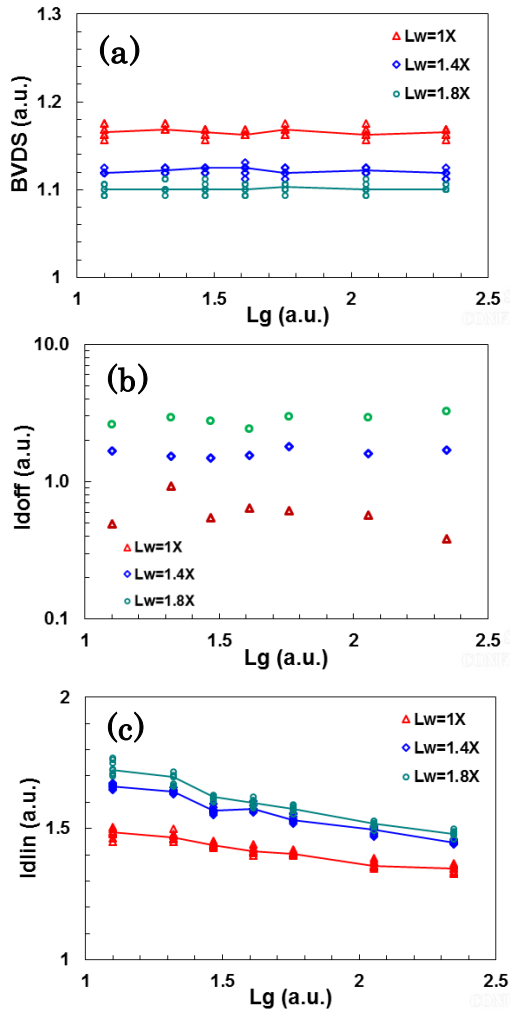 1.3
(a)
Lw=1X
Lw=1.4X
Lw=1.8X
1.2
BVDS (a.u.)
1.1
1
1
1.5
2
2.5
Lg (a.u.)
10.0
(b)
Idoff (a.u.)
1.0
Lw=1X
Lw=1.4X
Lw=1.8X
0.1
1
1.5
2
2.5
Lg (a.u.)
2
(c)
Lw=1X
Lw=1.4X
Lw=1.8X
Idlin (a.u.)
1.5
1
1
1.5
2
2.5
Lg (a.u.)